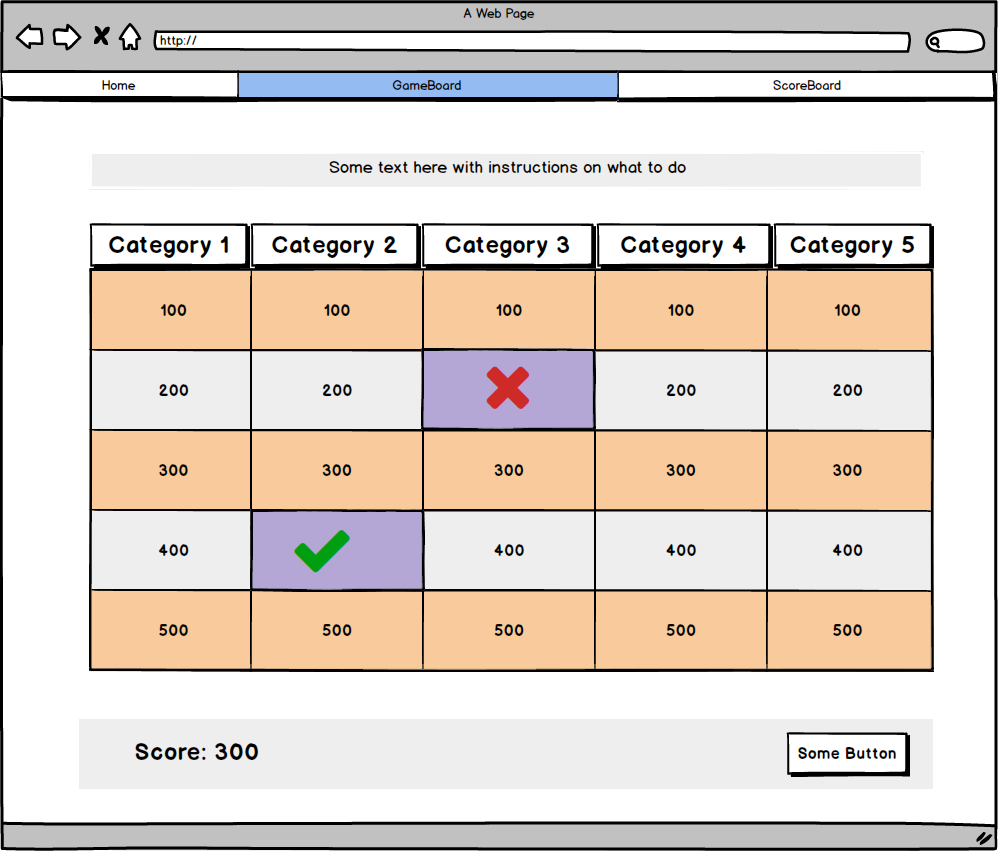 A Web Page
http://
Home GameBoard ScoreBoard
Some text here with instructions on what to do
Category 1 Category 2 Category 3 Category 4 Category 5
100 100 100 100 100
200 200 200 200
300 300 300 300 300
400 400 400 400
500 500 500 500 500
Score: 300 Some Button